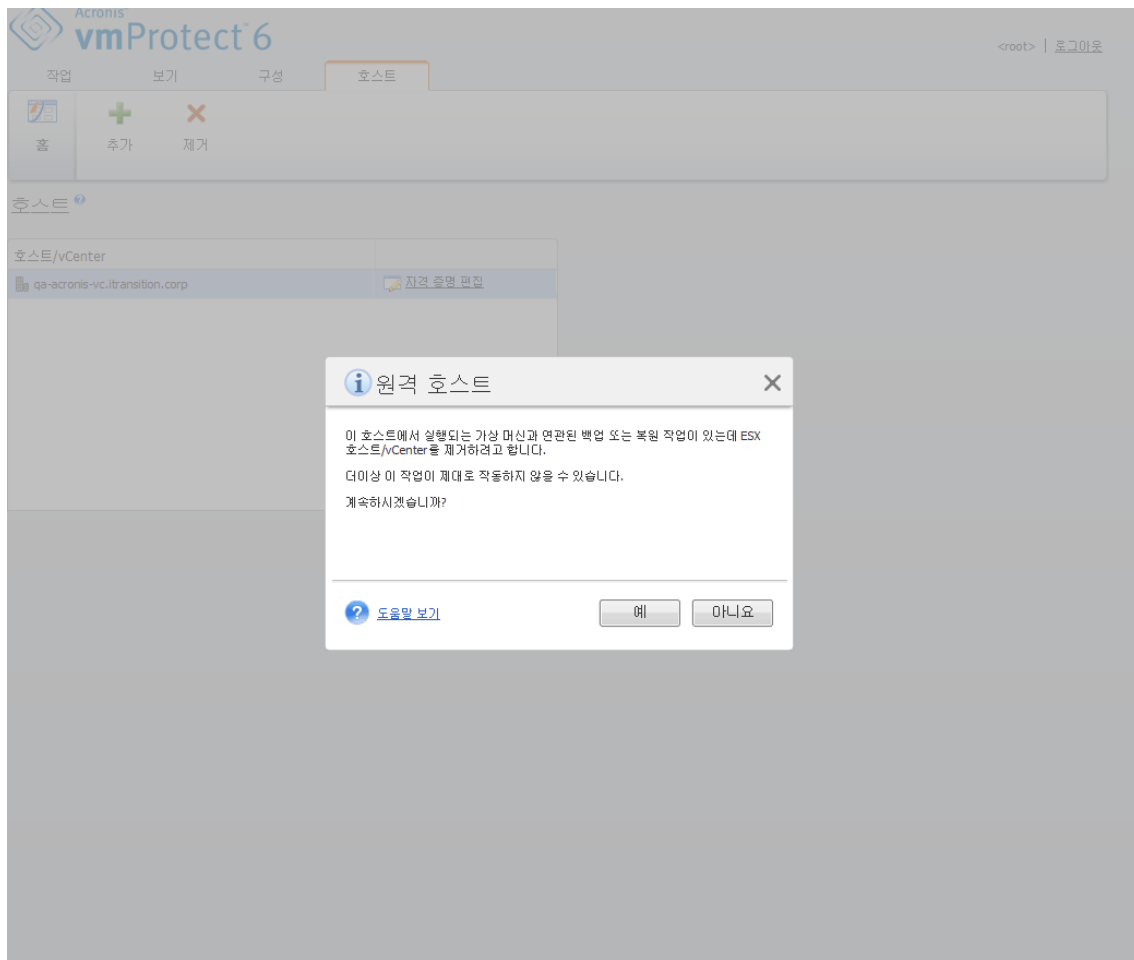 Acronis™
vmProtect™ 6
<root> | 로그아웃
작업 보기 구성 호스트
홈 추가 제거
호스트 ?
호스트/vCenter
qa-acronis-vc.itransition.corp 자격 증명 편집
원격 호스트
이 호스트에서 실행되는 가상 머신과 연관된 백업 또는 복원 작업이 있는데 ESX
호스트/vCenter를 제거하려고 합니다.
더이상 이 작업이 제대로 작동하지 않을 수 있습니다.
계속하시겠습니까?
도움말 보기 예 아니요